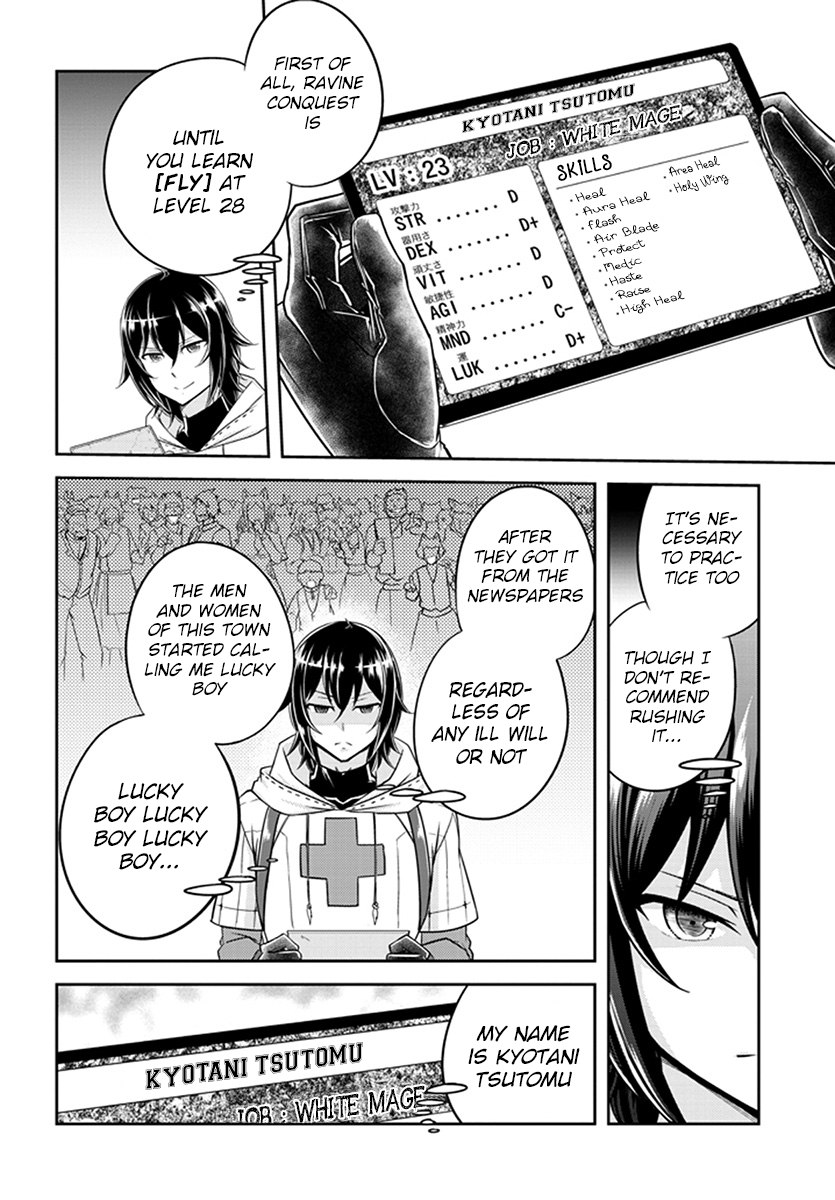 FIRST OF
ALL, RAVINE
CONQUEST
IS
UNTIL
YOU LEARN
[FLY] AT
LEVEL 28
KYOTANI TSUTOMU
JOB : WHITE MAGE
LV : 23
攻撃力
STR ....... D
器用さ
DEX ....... D+
頑丈さ
VIT ....... D
敏捷性
AGI ....... D
精神力
MND ....... C-
運
LUK ....... D+
SKILLS
・Heal
・Aura Heal
・Flash
・Air Blade
・Protect
・Medic
・Haste
・Raise
・High Heal
・Area Heal
・Holy Wing
IT'S NE-
CESSARY
TO PRAC-
TICE TOO
THOUGH I
DON'T RE-
COMMEND
RUSHING
IT...
AFTER
THEY GOT IT
FROM THE
NEWSPAPERS
REGARD-
LESS OF
ANY ILL WILL
OR NOT
THE MEN
AND WOMEN
OF THIS TOWN
STARTED CAL-
LING ME LUCKY
BOY
LUCKY
BOY LUCKY
BOY LUCKY
BOY...
MY NAME
IS KYOTANI
TSUTOMU
KYOTANI TSUTOMU
JOB : WHITE MAGE